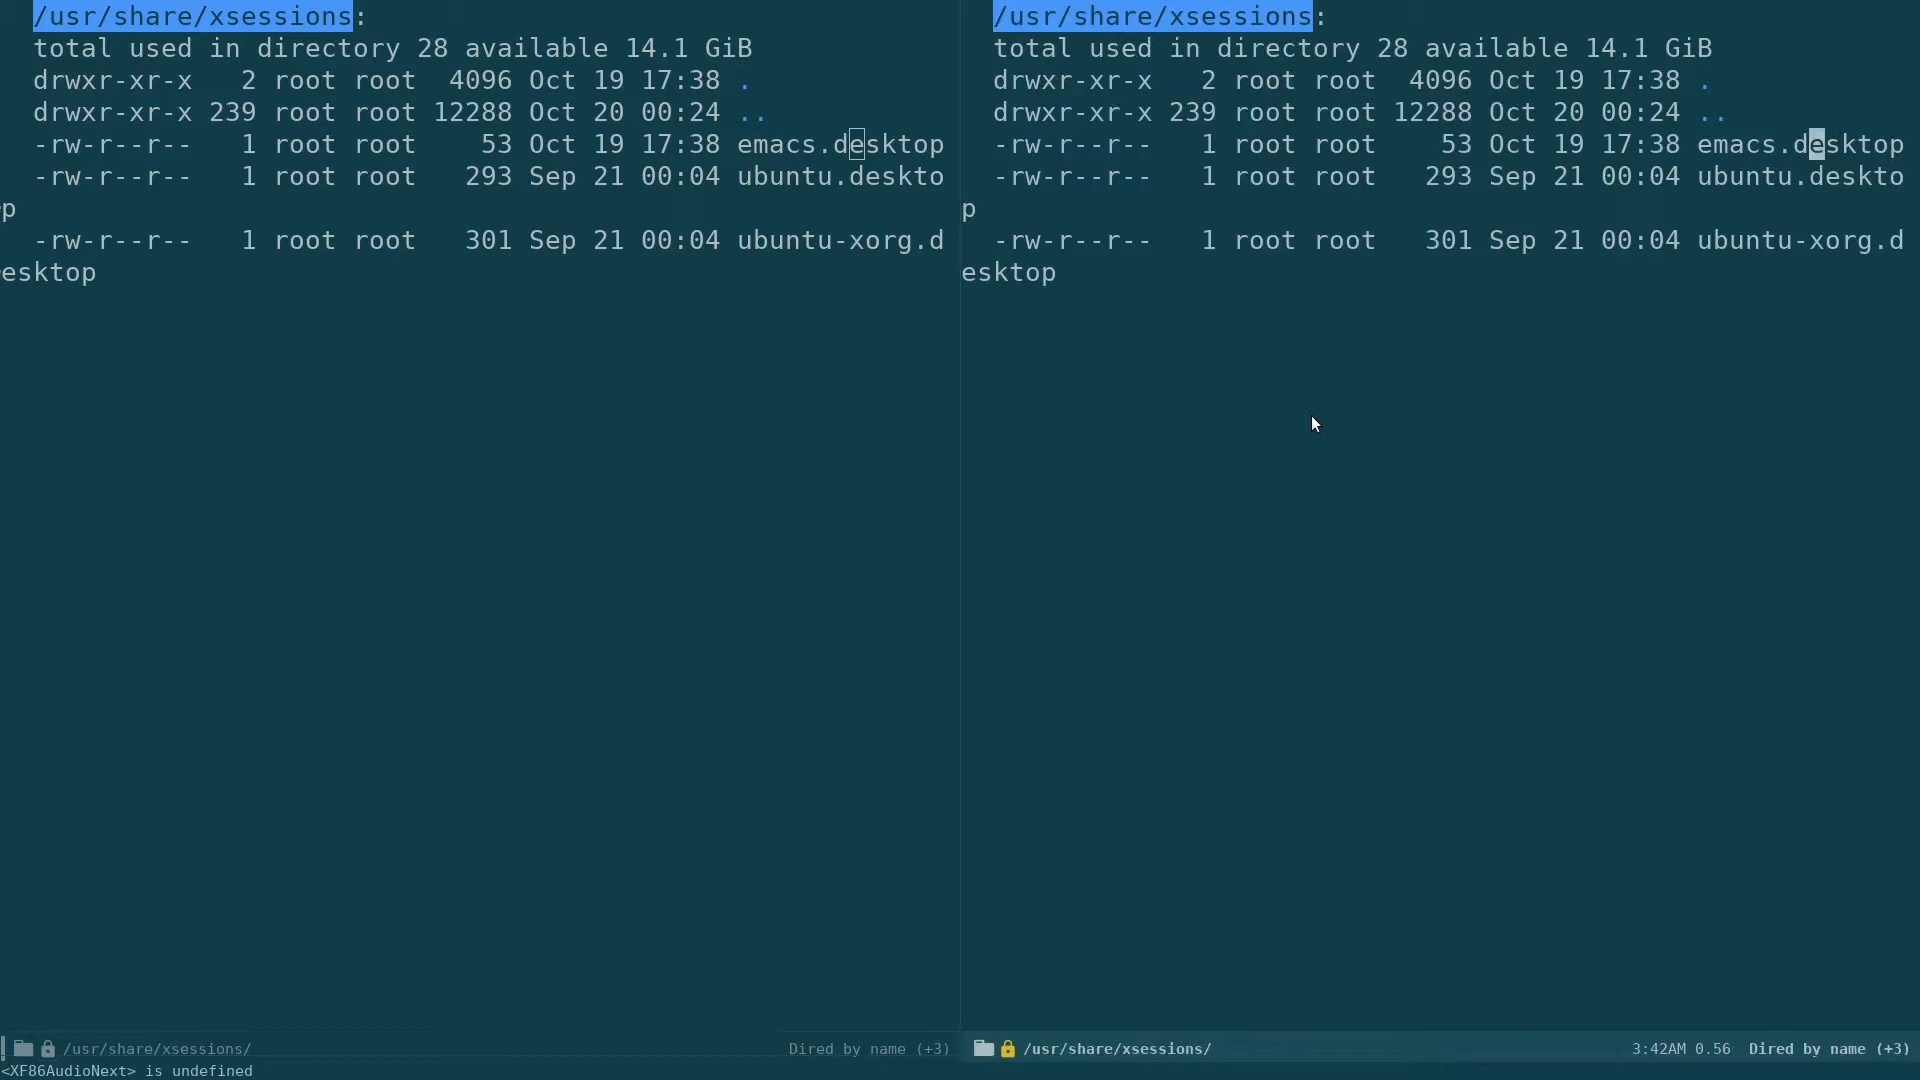 /usr/share/xsessions:
total used in directory 28 available 14.1 GiB
drwxr-xr-x   2 root root  4096 Oct 19 17:38 .
drwxr-xr-x 239 root root 12288 Oct 20 00:24 ..
-rw-r--r--   1 root root    53 Oct 19 17:38 emacs.desktop
-rw-r--r--   1 root root   293 Sep 21 00:04 ubuntu.deskto
p
-rw-r--r--   1 root root   301 Sep 21 00:04 ubuntu-xorg.d
esktop
/usr/share/xsessions/ Dired by name (+3)
/usr/share/xsessions:
total used in directory 28 available 14.1 GiB
drwxr-xr-x   2 root root  4096 Oct 19 17:38 .
drwxr-xr-x 239 root root 12288 Oct 20 00:24 ..
-rw-r--r--   1 root root    53 Oct 19 17:38 emacs.desktop
-rw-r--r--   1 root root   293 Sep 21 00:04 ubuntu.deskto
p
-rw-r--r--   1 root root   301 Sep 21 00:04 ubuntu-xorg.d
esktop
/usr/share/xsessions/ 3:42AM 0.56 Dired by name (+3)
<XF86AudioNext> is undefined